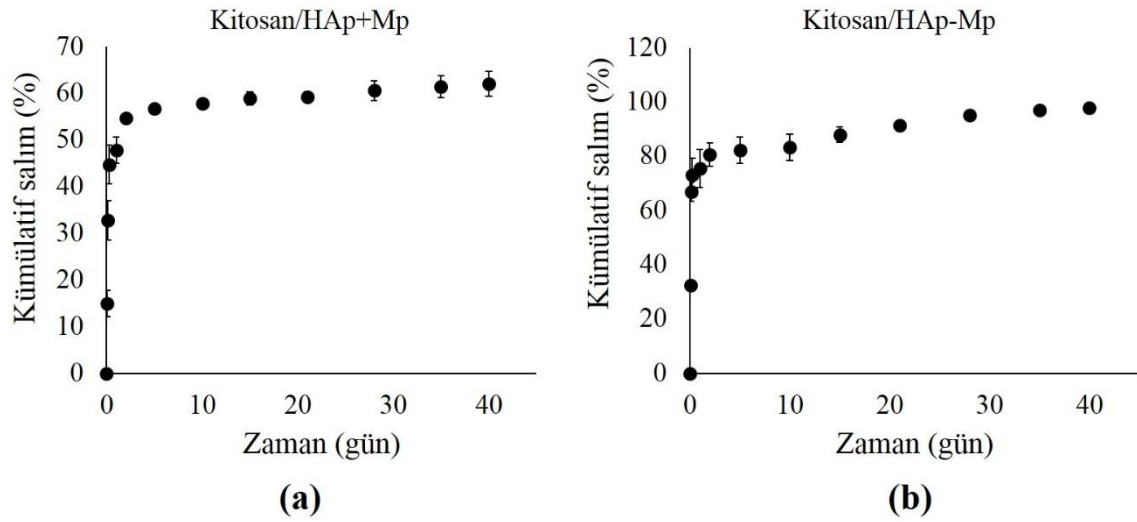 Kitosan/HAp+Mp
Kümülatif salım (%)
70
60
50
40
30
20
10
0
0 10 20 30 40
Zaman (gün)
(a)
Kitosan/HAp-Mp
Kümülatif salım (%)
120
100
80
60
40
20
0
0 10 20 30 40
Zaman (gün)
(b)